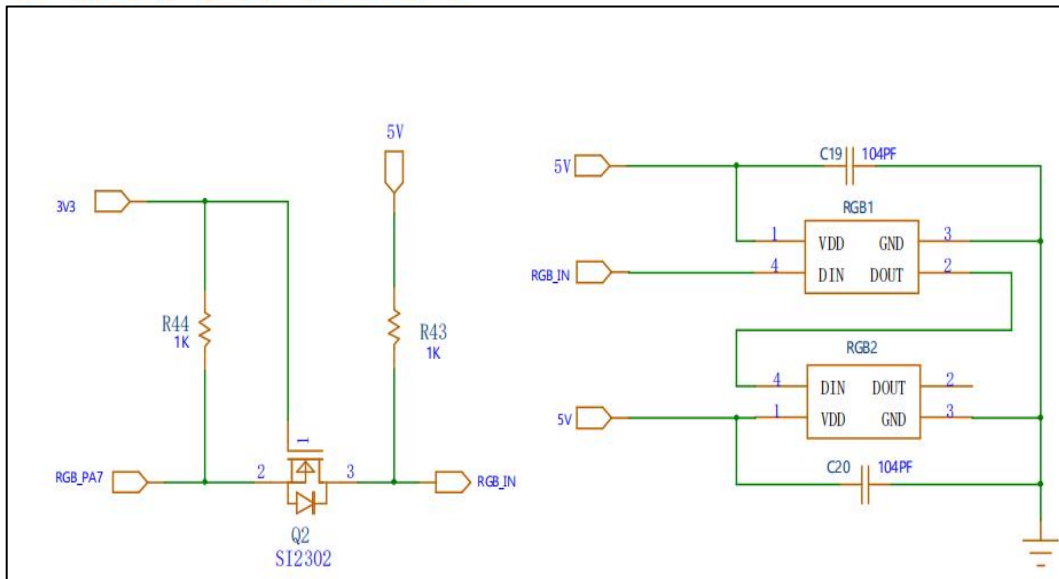 5V
3V3
R44
1K
R43
1K
1
RGB_PA7
2
3
RGB_IN
Q2
SI2302
5V
C19
104PF
RGB1
1
VDD
GND
3
RGB_IN
4
DIN
DOUT
2
RGB2
4
DIN
DOUT
2
5V
1
VDD
GND
3
C20
104PF